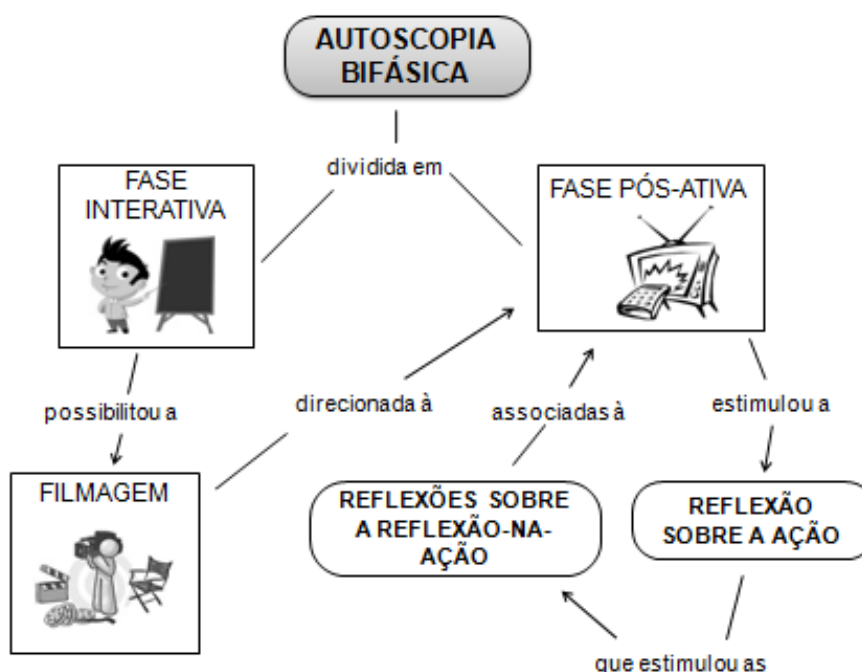 AUTOSCOPIA
BIFÁSICA
dividida em
FASE
INTERATIVA
FASE PÓS-ATIVA
possibilitou a
direcionada à
associadas à
estimulou a
FILMAGEM
REFLEXÕES SOBRE
A REFLEXÃO-NA-
AÇÃO
REFLEXÃO
SOBRE A AÇÃO
que estimulou as